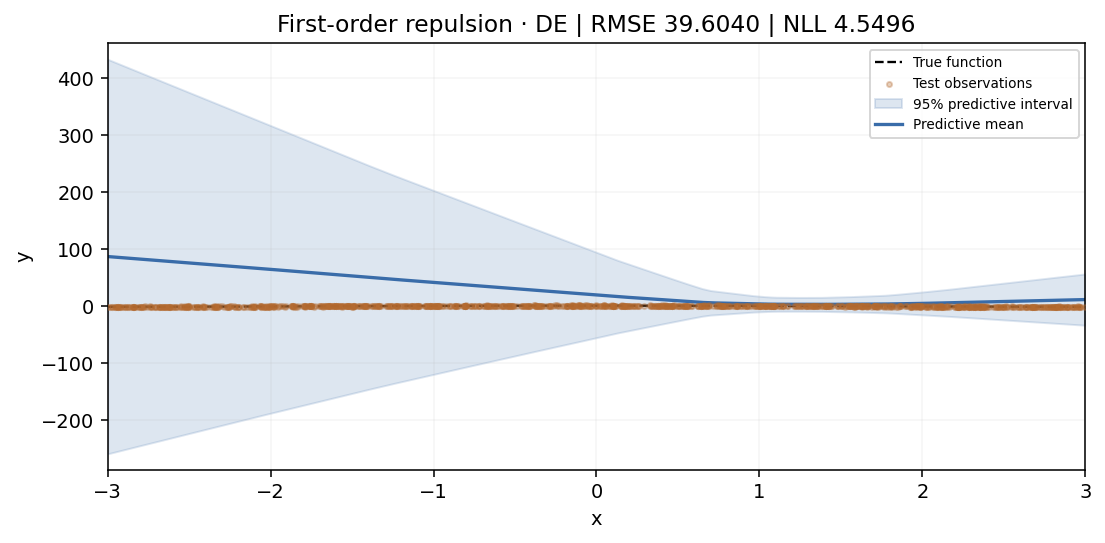 First-order repulsion · DE | RMSE 39.6040 | NLL 4.5496
True function
Test observations
95% predictive interval
Predictive mean
400
300
200
100
0
−100
−200
y
−3
−2
−1
0
1
2
3
x